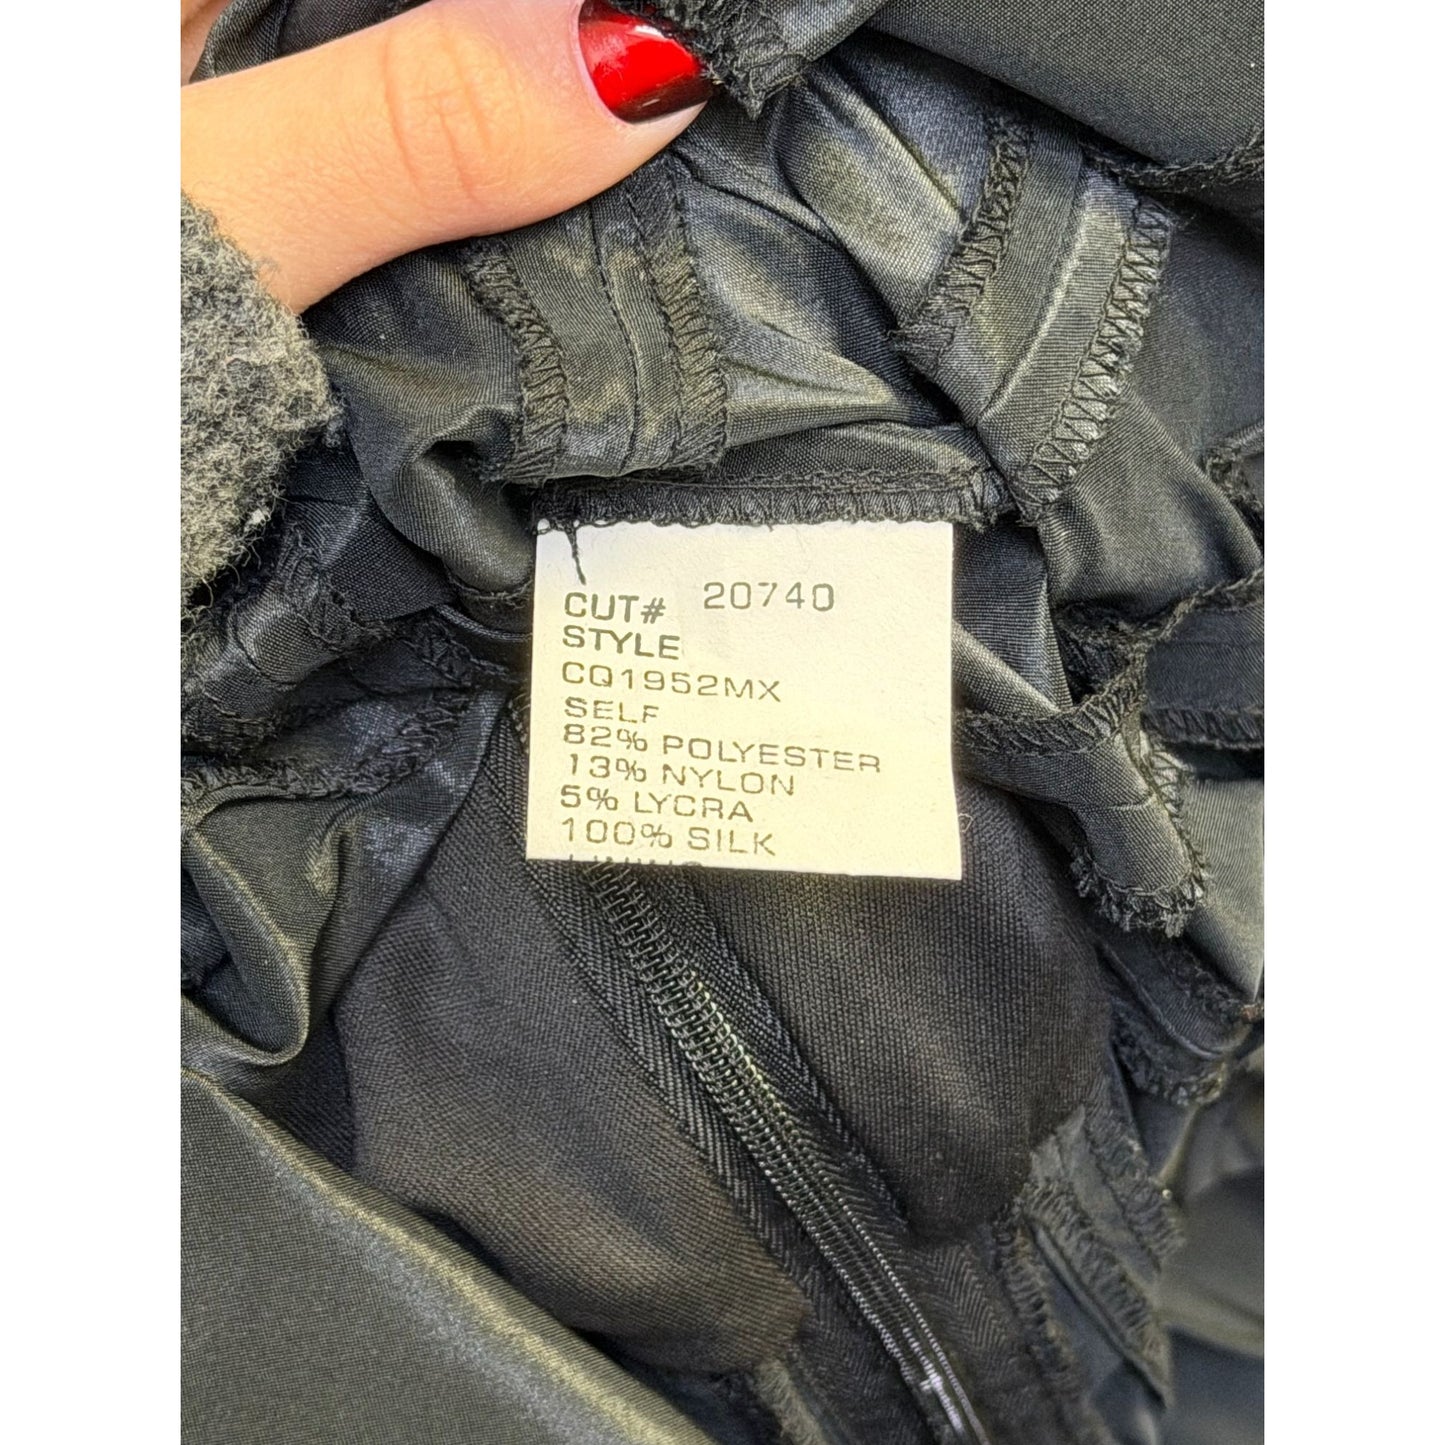 CUT# 20740
STYLE
CQ1952MX
SELF
82% POLYESTER
13% NYLON
5% LYCRA
100% SILK